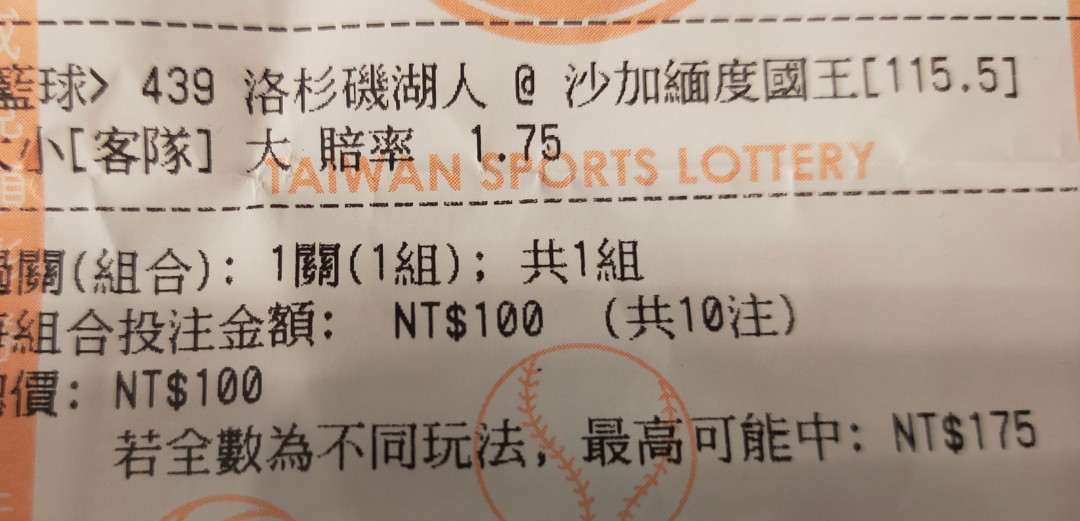 籃球> 439 洛杉磯湖人 @ 沙加緬度國王[115.5]
大小[客隊] 大 賠率 1.75
TAIWAN SPORTS LOTTERY
過關(組合): 1關(1組); 共1組
每組合投注金額: NT$100 (共10注)
總價: NT$100
若全數為不同玩法, 最高可能中: NT$175